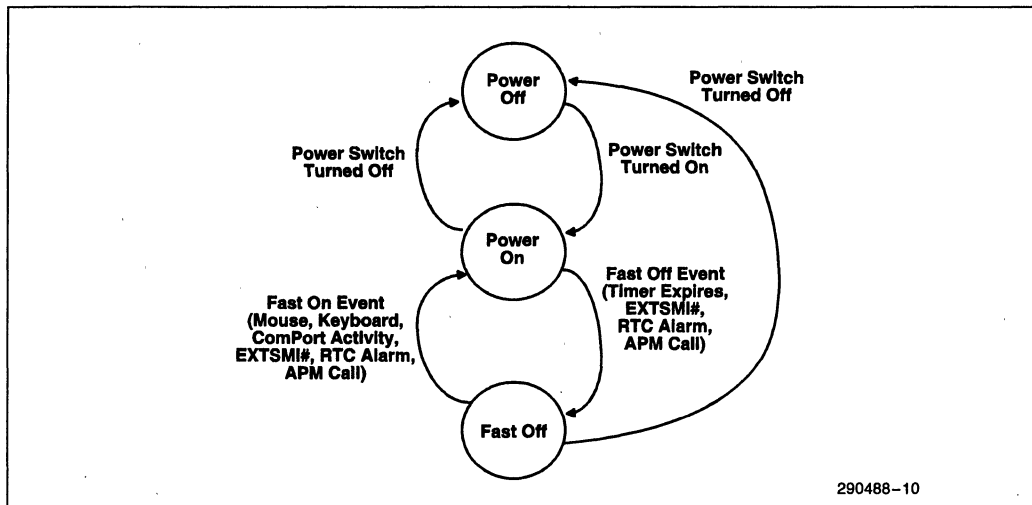 Power
Off
Power Switch
Turned Off
Power Switch
Turned Off
Power Switch
Turned On
Power
On
Fast On Event
(Mouse, Keyboard,
ComPort Activity,
EXTSMI#, RTC Alarm,
APM Call)
Fast Off Event
(Timer Expires,
EXTSMI#,
RTC Alarm,
APM Call)
Fast Off
290488-10